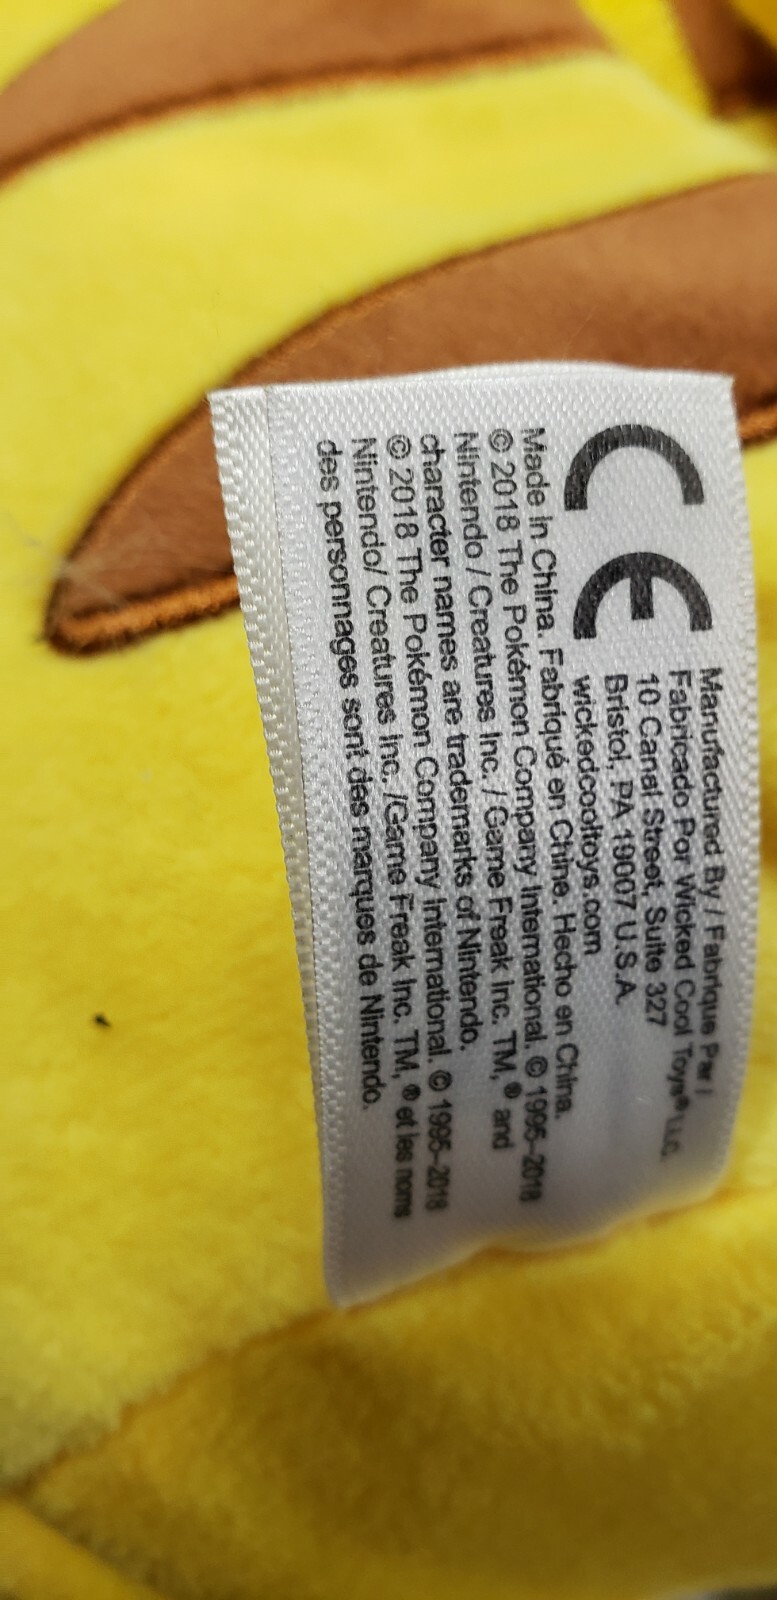 CE
Manufactured By / Fabrique Par /
Fabricado Por Wicked Cool Toys® LLC.
10 Canal Street, Suite 327
Bristol, PA 19007 U.S.A.
wickedcooltoys.com
Made In China. Fabriqué en Chine. Hecho en China.
© 2018 The Pokémon Company International. © 1995–2018
Nintendo / Creatures Inc. / Game Freak Inc. TM, ® and
character names are trademarks of Nintendo.
© 2018 The Pokémon Company International. © 1995–2018
Nintendo/ Creatures Inc. /Game Freak Inc. TM, ® et les noms
des personnages sont des marques de Nintendo.